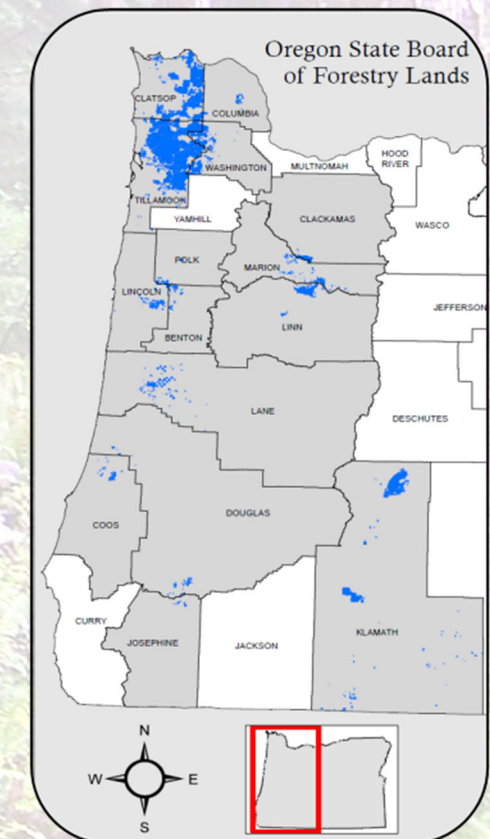 Oregon State Board
of Forestry Lands
CLATSOP
COLUMBIA
WASHINGTON
MULTNOMAH
HOOD
RIVER
TILLAMOOK
YAMHILL
CLACKAMAS
WASCO
POLK
MARION
LINCOLN
JEFFERSON
LINN
BENTON
LANE
DESCHUTES
DOUGLAS
COOS
CURRY
JOSEPHINE
JACKSON
KLAMATH
N
W
E
S